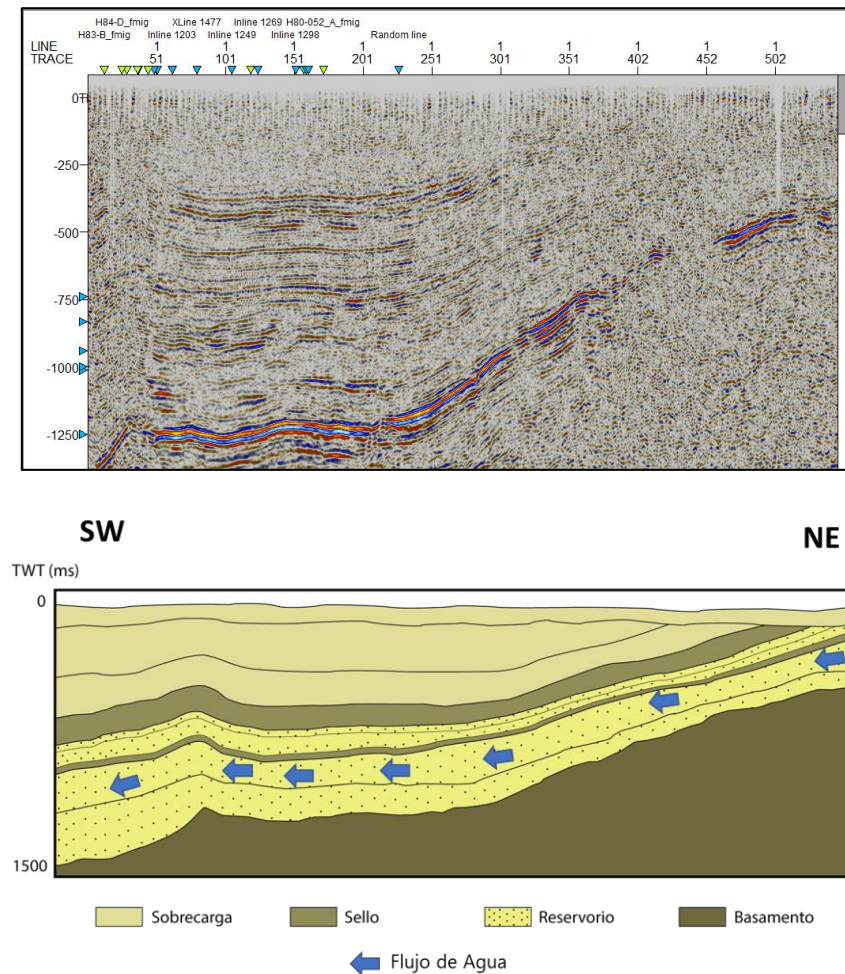 H84-D_fmig XLine 1477 Inline 1269 H80-052_A_fmig
H83-B_fmig Inline 1203 Inline 1249 Inline 1298 Random line
LINE 1 1 1 1 1 1 1 1 1 1
TRACE 51 101 151 201 251 301 351 402 452 502
0
-250
-500
-750
-1000
-1250
SW NE
TWT (ms)
0
1500
Sobrecarga Sello Reservorio Basamento
Flujo de Agua